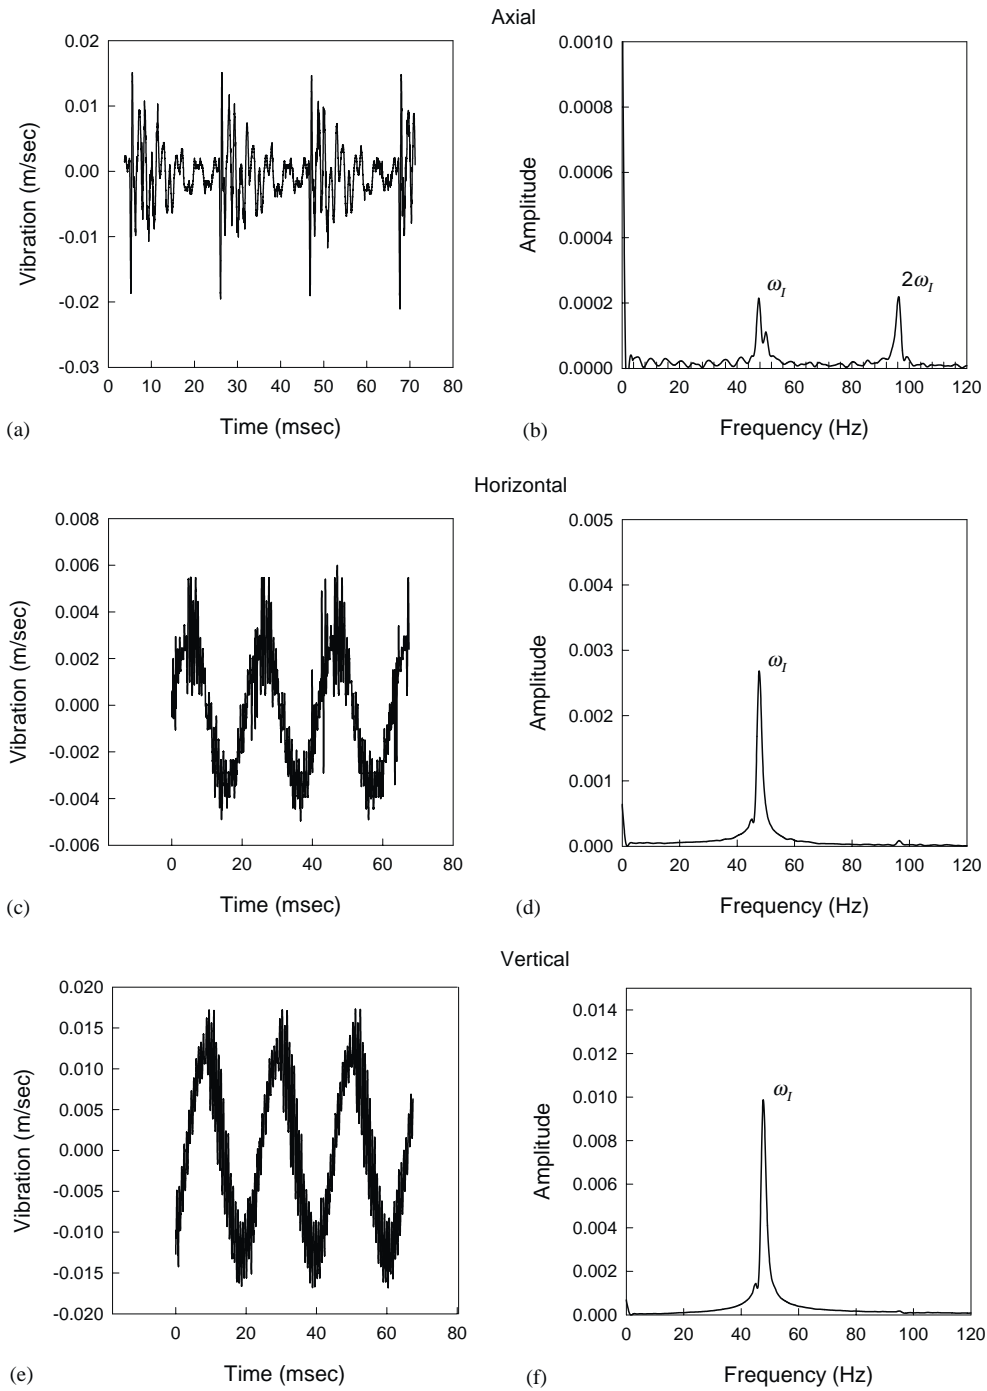 Axial
0.02
0.01
0.00
-0.01
-0.02
-0.03
Vibration (m/sec)
0 10 20 30 40 50 60 70 80
Time (msec)
(a)
0.0010
0.0008
0.0006
0.0004
0.0002
0.0000
Amplitude
ω_I
2ω_I
0 20 40 60 80 100 120
Frequency (Hz)
(b)
Horizontal
0.008
0.006
0.004
0.002
0.000
-0.002
-0.004
-0.006
Vibration (m/sec)
0 20 40 60 80
Time (msec)
(c)
0.005
0.004
0.003
0.002
0.001
0.000
Amplitude
ω_I
0 20 40 60 80 100 120
Frequency (Hz)
(d)
Vertical
0.020
0.015
0.010
0.005
0.000
-0.005
-0.010
-0.015
-0.020
Vibration (m/sec)
0 20 40 60 80
Time (msec)
(e)
0.014
0.012
0.010
0.008
0.006
0.004
0.002
0.000
Amplitude
ω_I
0 20 40 60 80 100 120
Frequency (Hz)
(f)